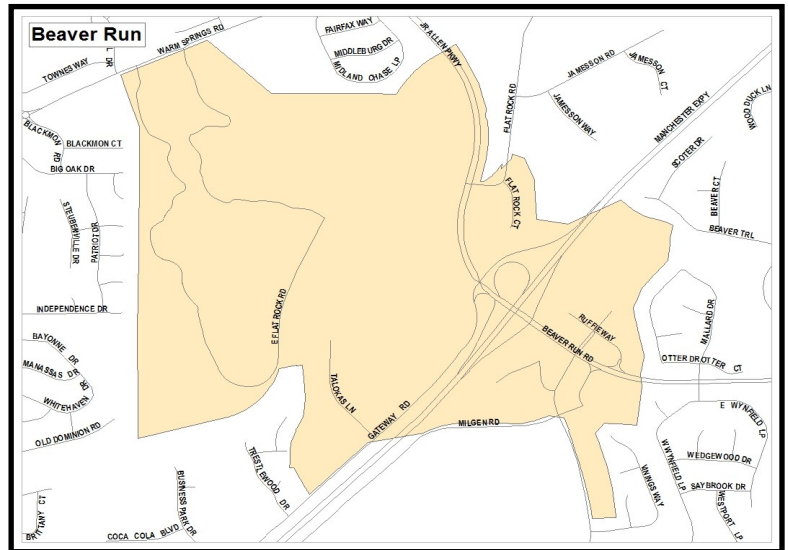 Beaver Run
WARM SPRINGS RD
TOWNES WAY
L DR
FAIRFAX WAY
MIDDLEBURG DR
MIDLAND CHASE LP
JR ALLEN PKWY
FLAT ROCK RD
JAMESSON RD
JAMESSON CT
JAMESSON WAY
MANCHESTER EXPY
WOOD DUCK LN
SCOTER DR
BEAVER CT
BEAVER TRL
BLACKMON RD
BLACKMON CT
BIG OAK DR
STEUBENVILLE DR
PATRIOT DR
FLAT ROCK CT
INDEPENDENCE DR
E FLAT ROCK RD
RUFFIE WAY
BEAVER RUN RD
MALLARD DR
OTTER DR
OTTER CT
BAYONNE DR
MANASSAS DR
DR
WHITEHAVEN
OLD DOMINION RD
TALOKAS LN
GATEWAY RD
MILGEN RD
E WYNFIELD LP
W WYNFIELD LP
WEDGEWOOD DR
SAYBROOK DR
WESTPORT LP
VININGS WAY
TRESTLEWOOD DR
BUSINESS PARK DR
COCA COLA BLVD
BRITTANY CT